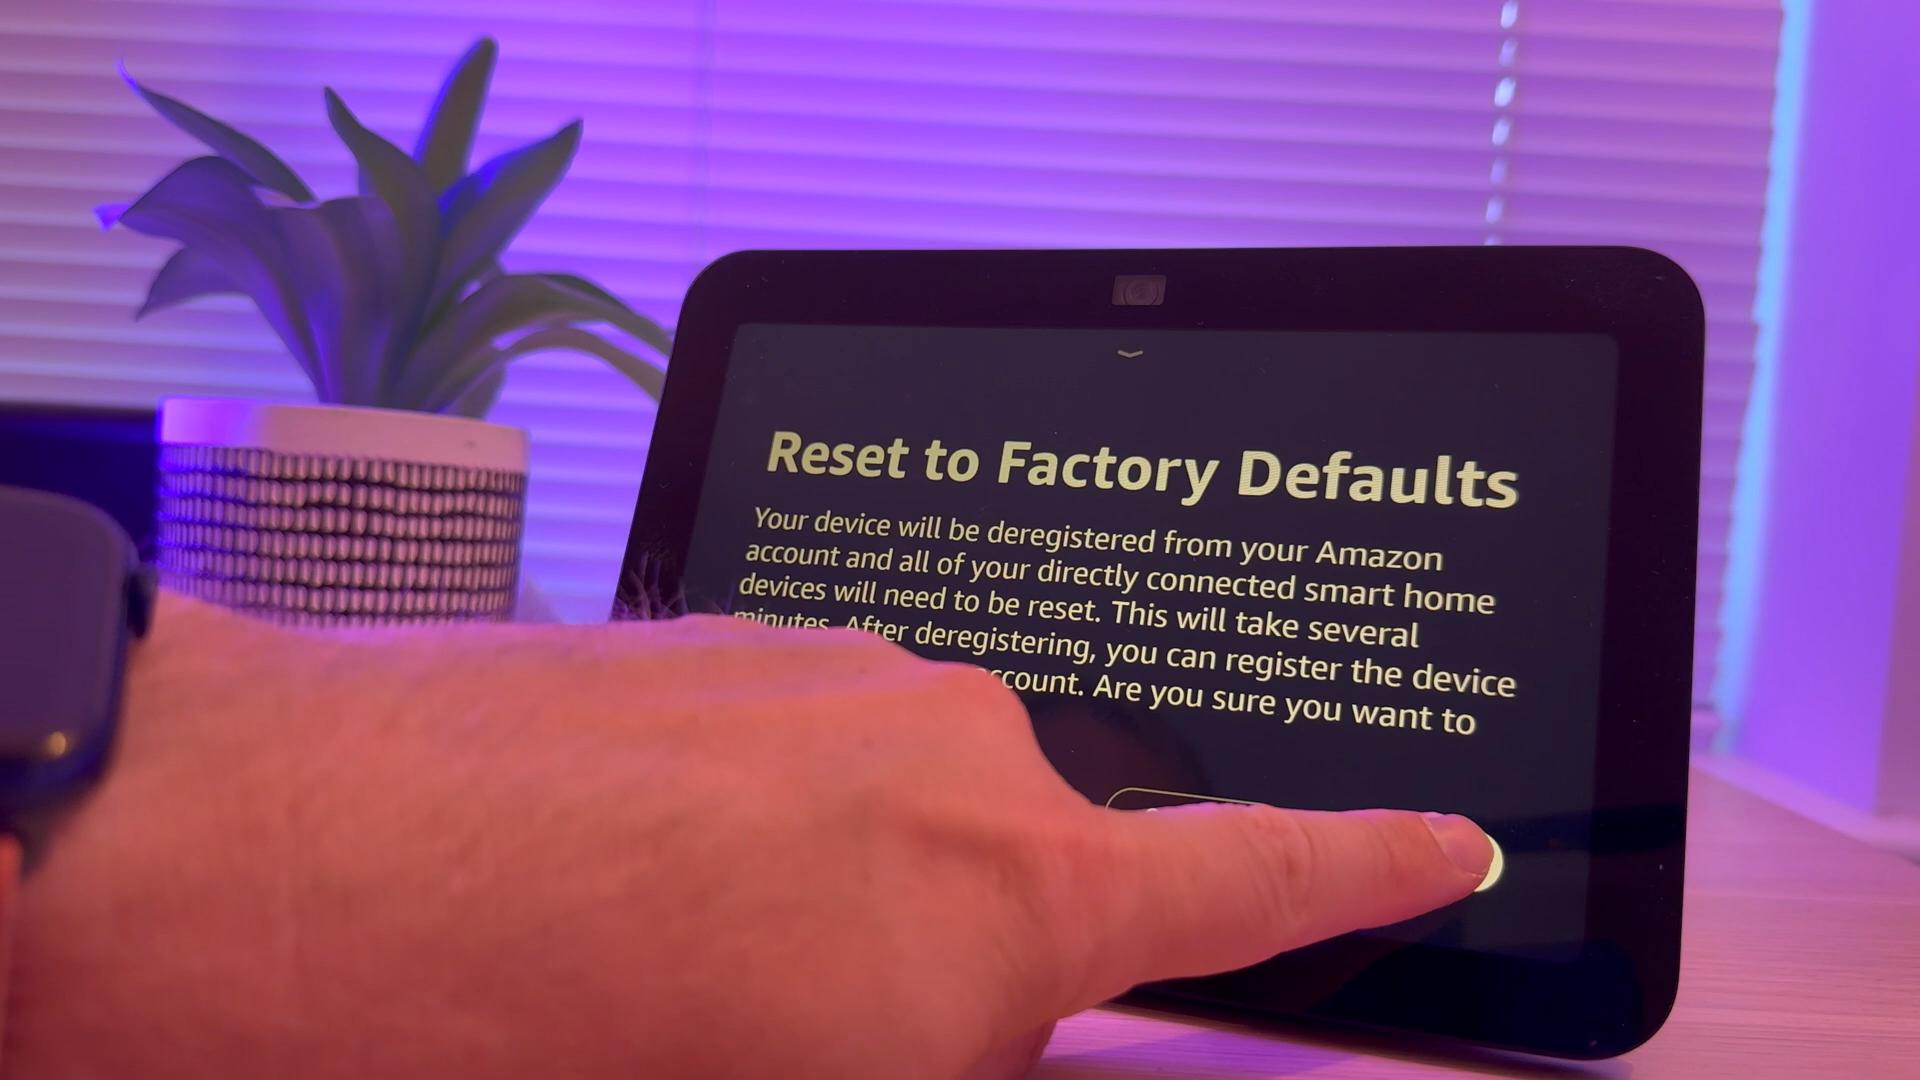 Reset to Factory Defaults
Your device will be deregistered from your Amazon
account and all of your directly connected smart home
devices will need to be reset. This will take several
minutes. After deregistering, you can register the device
account. Are you sure you want to